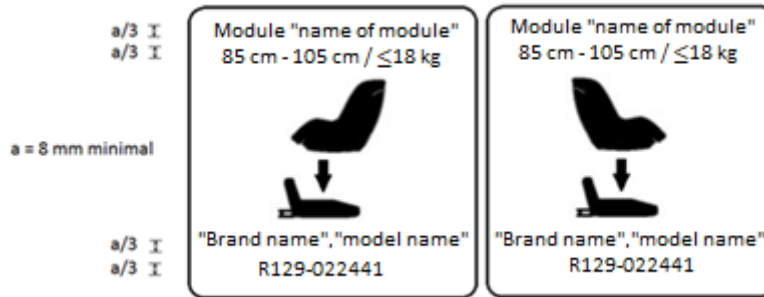 a/3
a/3
a = 8 mm minimal
a/3
a/3
Module "name of module"
85 cm - 105 cm / ≤18 kg
"Brand name","model name"
R129-022441
Module "name of module"
85 cm - 105 cm / ≤18 kg
"Brand name","model name"
R129-022441